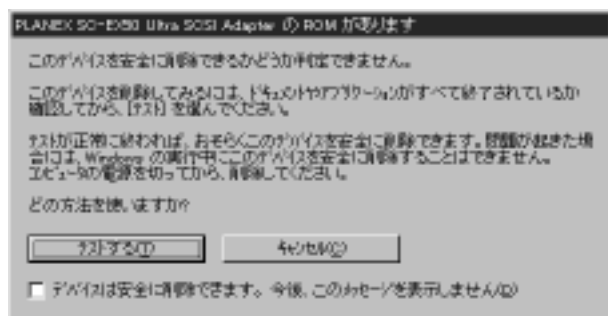 PLANEX SC-EX50 Ultra SCSI Adapter の ROM があります
このデバイスを安全に削除できるかどうか判定できません。
このデバイスを削除してみるには、ドキュメントやアプリケーションがすべて終了されているか
確認してから、[テスト] を選んでください。
テストが正常に終われば、おそらくこのデバイスを安全に削除できます。問題が起きた場
合には、Windows の実行中にこのデバイスを安全に削除することはできません。
コンピュータの電源を切ってから、削除してください。
どの方法を使いますか?
テストする(T) キャンセル(C)
デバイスは安全に削除できます。今後、このメッセージを表示しません(D)